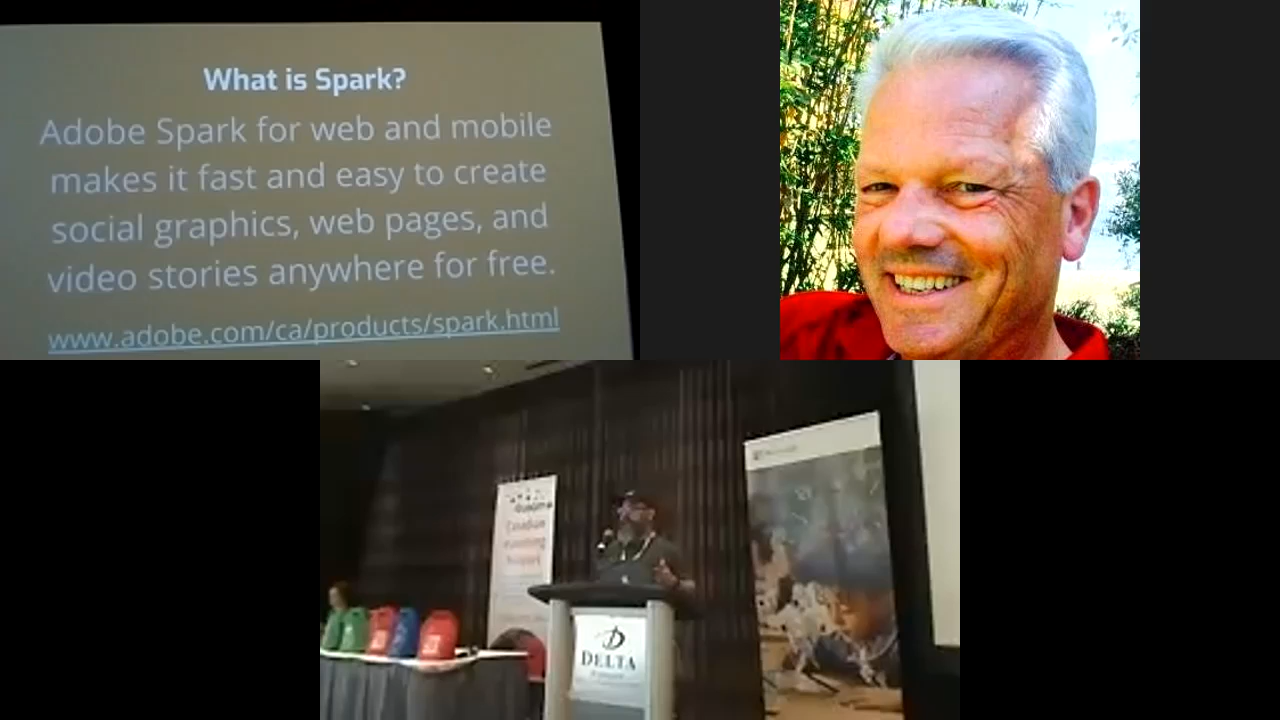 What is Spark?
Adobe Spark for web and mobile
makes it fast and easy to create
social graphics, web pages, and
video stories anywhere for free.
www.adobe.com/ca/products/spark.html
DELTA